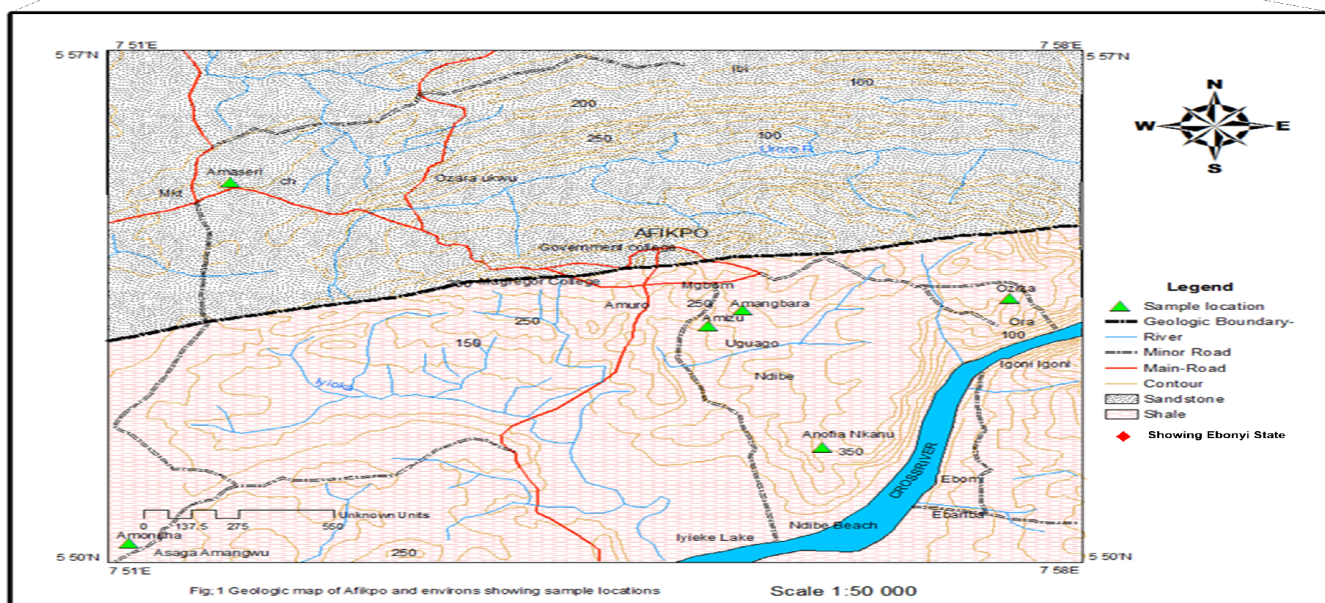 7 51'E
7 58'E
5 57'N
5 57'N
Ibi
100
200
250
100
Ukoro R
N
W E
S
Amaseri
ch
Mkt
Ozara ukwu
AFIKPO
Government college
Magregor College
Mgbom
Amuro
250
Amangbara
Amizu
Uguago
Oziza
Ora
100
250
150
Iyioka
Ndibe
Igoni Igoni
Anofia Nkanu
350
CROSSRIVER
Ebom
Ebanba
Ndibe Beach
Iyieke Lake
Unknown Units
0 137.5 275 550
Amoncha
Asaga Amangwu
250
5 50'N
5 50'N
7 51'E
7 58'E
Legend
Sample location
Geologic Boundary-
River
Minor Road
Main-Road
Contour
Sandstone
Shale
Showing Ebonyi State
Fig; 1 Geologic map of Afikpo and environs showing sample locations
Scale 1:50 000